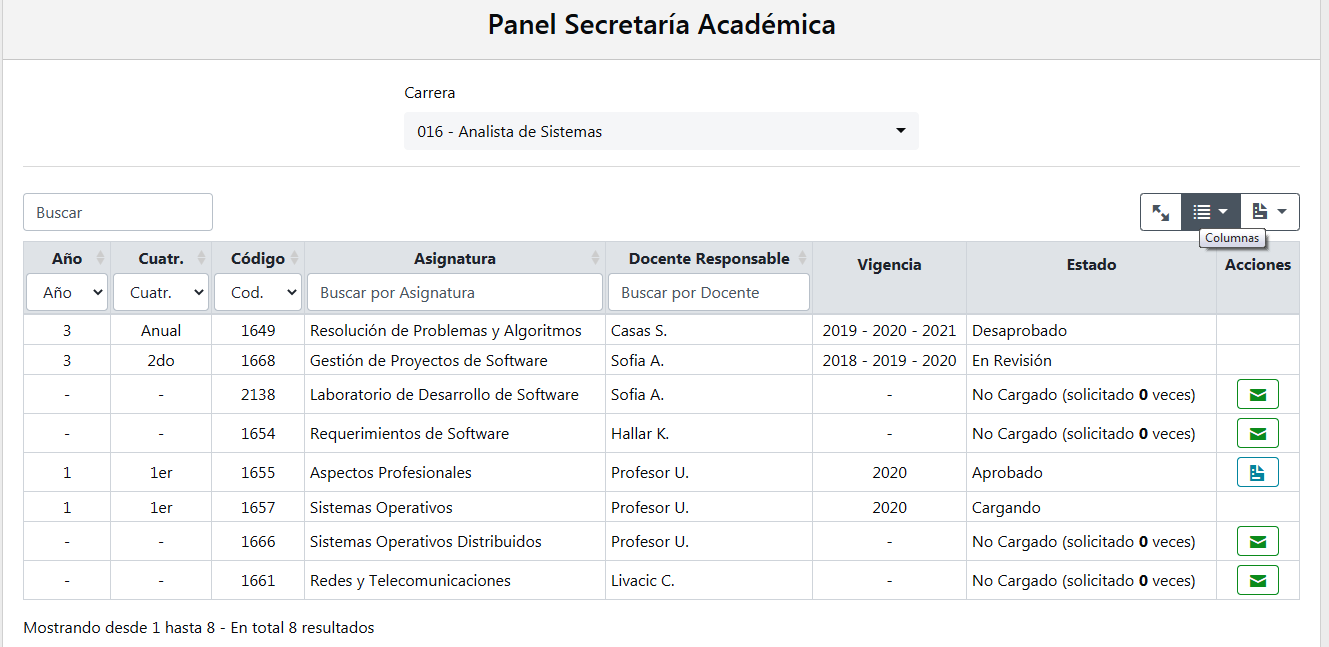 Panel Secretaría Académica
Carrera
016 - Analista de Sistemas
Buscar
Columnas
Año Cuatr. Código Asignatura Docente Responsable Vigencia Estado Acciones
Año Cuatr. Cod. Buscar por Asignatura Buscar por Docente
3 Anual 1649 Resolución de Problemas y Algoritmos Casas S. 2019 - 2020 - 2021 Desaprobado
3 2do 1668 Gestión de Proyectos de Software Sofia A. 2018 - 2019 - 2020 En Revisión
- - 2138 Laboratorio de Desarrollo de Software Sofia A. - No Cargado (solicitado 0 veces)
- - 1654 Requerimientos de Software Hallar K. - No Cargado (solicitado 0 veces)
1 1er 1655 Aspectos Profesionales Profesor U. 2020 Aprobado
1 1er 1657 Sistemas Operativos Profesor U. 2020 Cargando
- - 1666 Sistemas Operativos Distribuidos Profesor U. - No Cargado (solicitado 0 veces)
- - 1661 Redes y Telecomunicaciones Livacic C. - No Cargado (solicitado 0 veces)
Mostrando desde 1 hasta 8 - En total 8 resultados